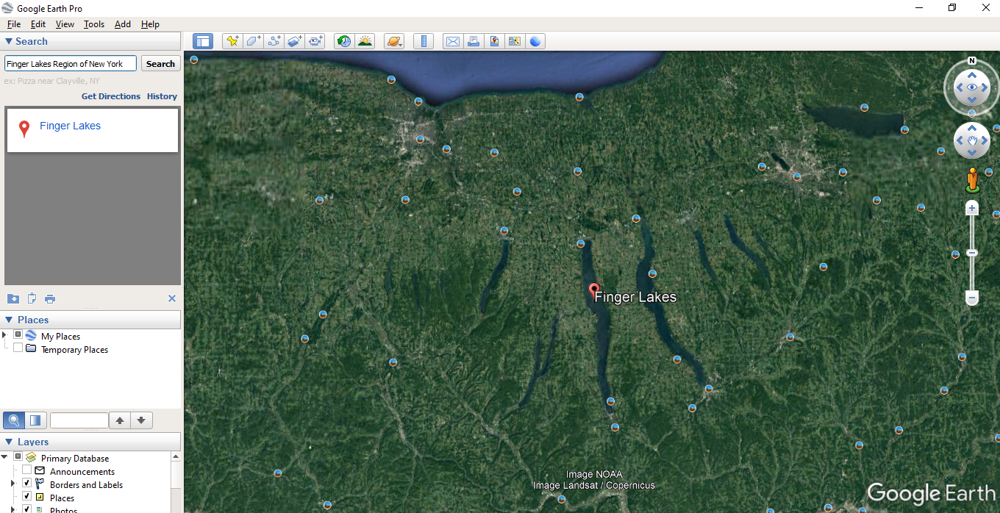 Google Earth Pro
File Edit View Tools Add Help
Search
Finger Lakes Region of New York Search
ex: Pizza near Clayville, NY
Get Directions History
Finger Lakes
Places
My Places
Temporary Places
Layers
Primary Database
Announcements
Borders and Labels
Places
Photos
N
Finger Lakes
Image NOAA
Image Landsat / Copernicus
Google Earth